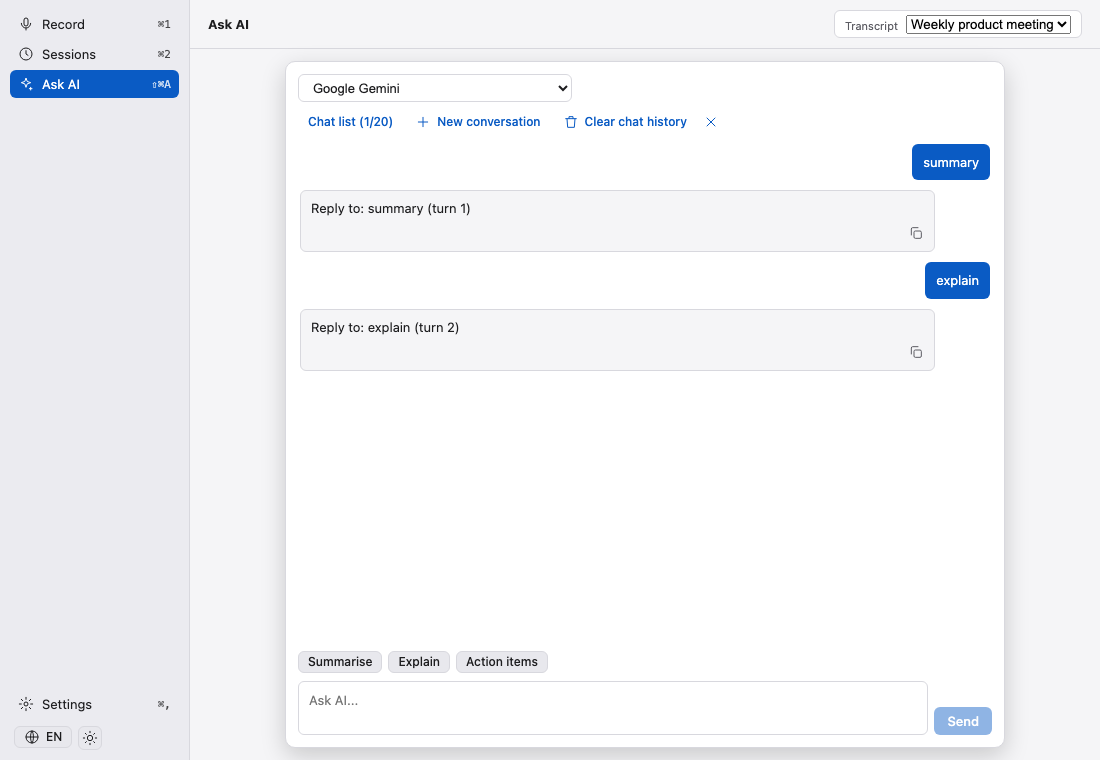 Record ⌘1
Sessions ⌘2
Ask AI ⇧⌘A
Ask AI
Transcript Weekly product meeting
Google Gemini
Chat list (1/20) New conversation Clear chat history
summary
Reply to: summary (turn 1)
explain
Reply to: explain (turn 2)
Summarise Explain Action items
Ask AI...
Send
Settings ⌘,
EN